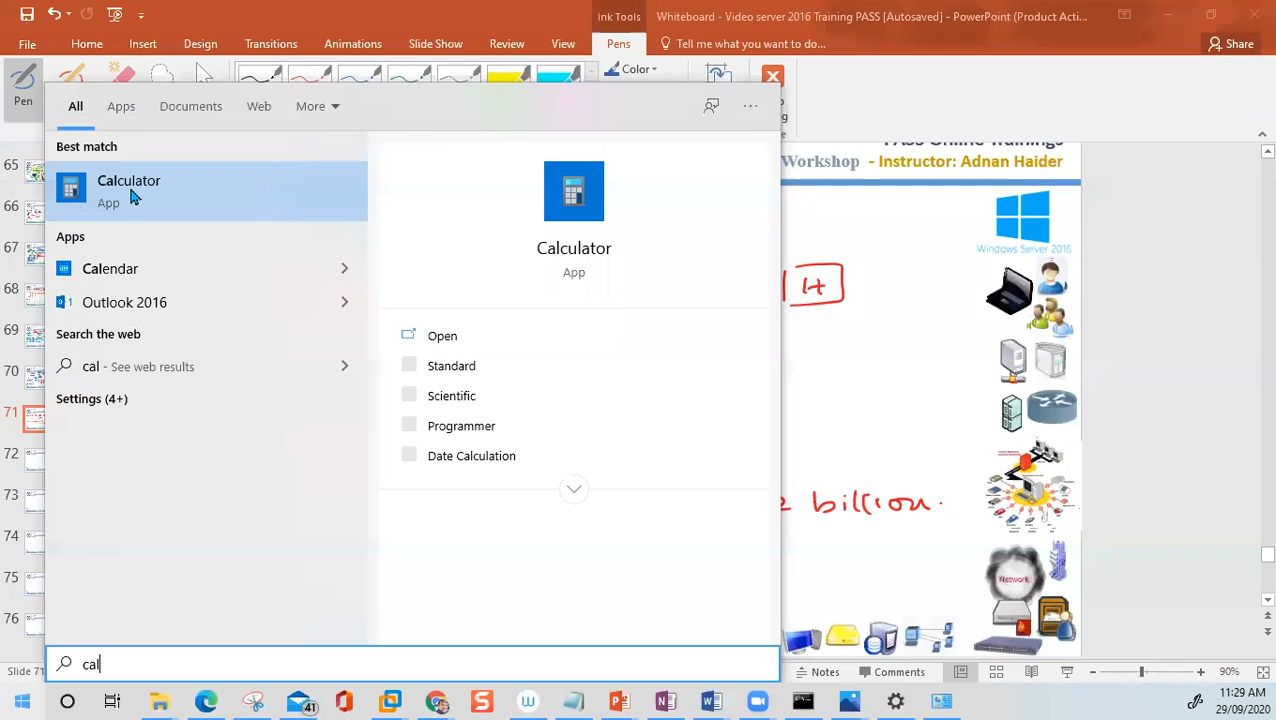 Ink Tools
Whiteboard - Video server 2016 Training PASS [Autosaved] - PowerPoint (Product Acti...
File Home Insert Design Transitions Animations Slide Show Review View Pens Tell me what you want to do... Share
Pen
Color
All Apps Documents Web More
Best match
Calculator
App
Apps
Calendar
Outlook 2016
Search the web
cal - See web results
Settings (4+)
Calculator
App
Open
Standard
Scientific
Programmer
Date Calculation
cal
65
66
67
68
69
70
71
72
73
74
75
76
PASS Online Trainings
Workshop - Instructor: Adnan Haider
Windows Server 2016
billion.
Network
Slide 71
Notes
Comments
90%
41
29/09/2020